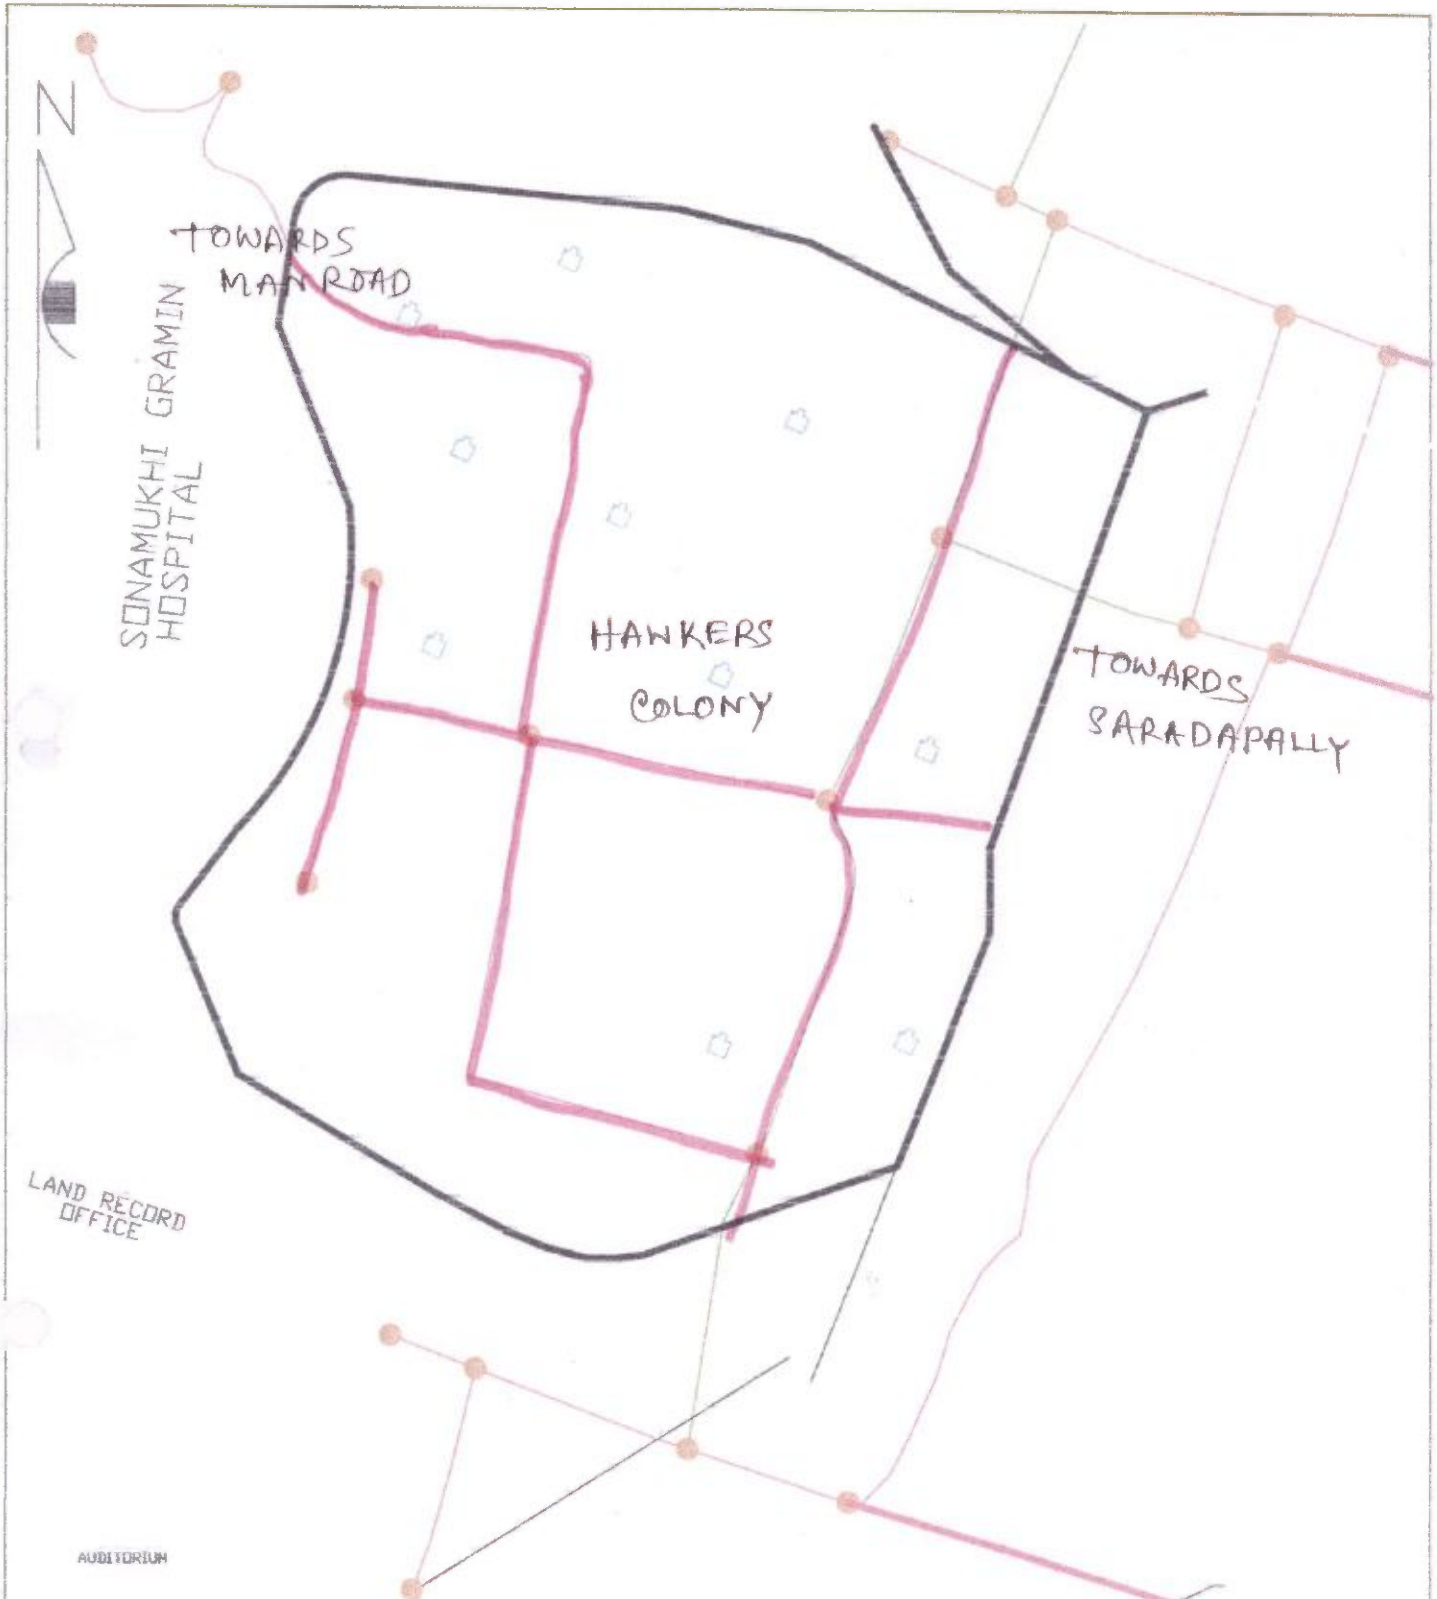 N
TOWARDS
MAN ROAD
SONAMUKHI GRAMIN
HOSPITAL
HAWKERS
COLONY
TOWARDS
SARADAPALLY
LAND RECORD
OFFICE
AUDITORIUM